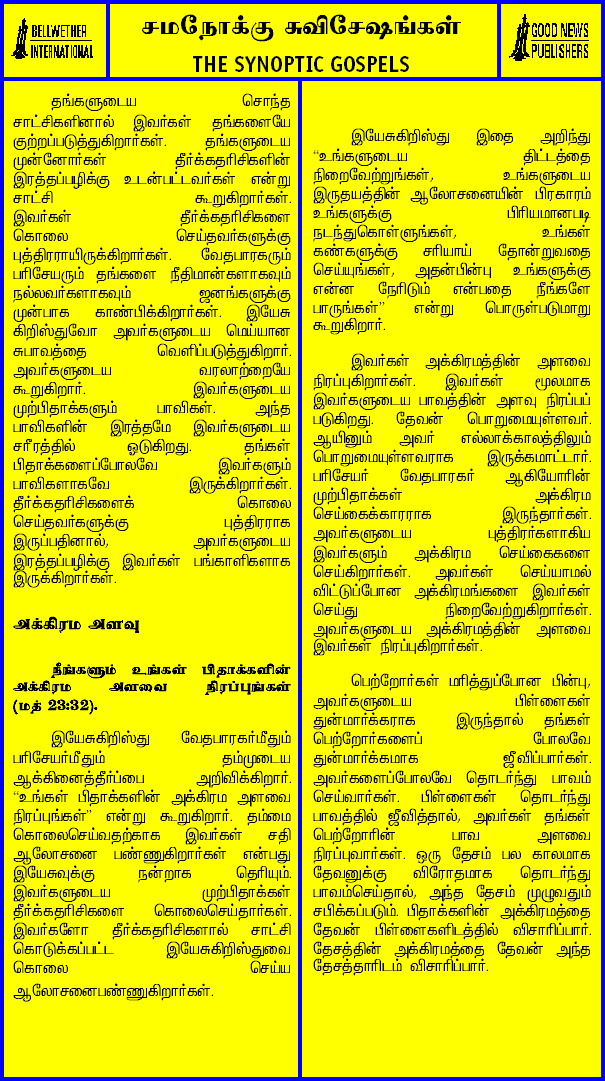 BELLWETHER
INTERNATIONAL
சமநோக்கு சுவிசேஷங்கள்
THE SYNOPTIC GOSPELS
GOOD NEWS
PUBLISHERS
தங்களுடைய சொந்த
சாட்சிகளினால் இவர்கள் தங்களையே
குற்றப்படுத்துகிறார்கள். தங்களுடைய
முன்னோர்கள் தீர்க்கதரிசிகளின்
இரத்தப்பழிக்கு உடன்பட்டவர்கள் என்று
சாட்சி கூறுகிறார்கள்.
இவர்கள் தீர்க்கதரிசிகளை
கொலை செய்தவர்களுக்கு
புத்திரராயிருக்கிறார்கள். வேதபாரகரும்
பரிசேயரும் தங்களை நீதிமான்களாகவும்
நல்லவர்களாகவும் ஜனங்களுக்கு
முன்பாக காண்பிக்கிறார்கள். இயேசு
கிறிஸ்துவோ அவர்களுடைய மெய்யான
சுபாவத்தை வெளிப்படுத்துகிறார்.
அவர்களுடைய வரலாற்றையே
கூறுகிறார். இவர்களுடைய
முற்பிதாக்களும் பாவிகள். அந்த
பாவிகளின் இரத்தமே இவர்களுடைய
சரீரத்தில் ஓடுகிறது. தங்கள்
பிதாக்களைப்போலவே இவர்களும்
பாவிகளாகவே இருக்கிறார்கள்.
தீர்க்கதரிசிகளைக் கொலை
செய்தவர்களுக்கு புத்திரராக
இருப்பதினால், அவர்களுடைய
இரத்தப்பழிக்கு இவர்கள் பங்காளிகளாக
இருக்கிறார்கள்.
அக்கிரம அளவு
நீங்களும் உங்கள் பிதாக்களின்
அக்கிரம அளவை நிரப்புங்கள்
(மத் 23:32).
இயேசுகிறிஸ்து வேதபாரகர்மீதும்
பரிசேயர்மீதும் தம்முடைய
ஆக்கினைத்தீர்ப்பை அறிவிக்கிறார்.
“உங்கள் பிதாக்களின் அக்கிரம அளவை
நிரப்புங்கள்” என்று கூறுகிறார். தம்மை
கொலைசெய்வதற்காக இவர்கள் சதி
ஆலோசனை பண்ணுகிறார்கள் என்பது
இயேசுவுக்கு நன்றாக தெரியும்.
இவர்களுடைய முற்பிதாக்கள்
தீர்க்கதரிசிகளை கொலைசெய்தார்கள்.
இவர்களோ தீர்க்கதரிசிகளால் சாட்சி
கொடுக்கப்பட்ட இயேசுகிறிஸ்துவை
கொலை செய்ய
ஆலோசனைபண்ணுகிறார்கள்.
இயேசுகிறிஸ்து இதை அறிந்து
“உங்களுடைய திட்டத்தை
நிறைவேற்றுங்கள், உங்களுடைய
இருதயத்தின் ஆலோசனையின் பிரகாரம்
உங்களுக்கு பிரியமானபடி
நடந்துகொள்ளுங்கள், உங்கள்
கண்களுக்கு சரியாய் தோன்றுவதை
செய்யுங்கள், அதன்பின்பு உங்களுக்கு
என்ன நேரிடும் என்பதை நீங்களே
பாருங்கள்” என்று பொருள்படுமாறு
கூறுகிறார்.
இவர்கள் அக்கிரமத்தின் அளவை
நிரப்புகிறார்கள். இவர்கள் மூலமாக
இவர்களுடைய பாவத்தின் அளவு நிரப்பப்
படுகிறது. தேவன் பொறுமையுள்ளவர்.
ஆயினும் அவர் எல்லாக்காலத்திலும்
பொறுமையுள்ளவராக இருக்கமாட்டார்.
பரிசேயர் வேதபாரகர் ஆகியோரின்
முற்பிதாக்கள் அக்கிரம
செய்கைக்காரராக இருந்தார்கள்.
அவர்களுடைய புத்திரர்களாகிய
இவர்களும் அக்கிரம செய்கைகளை
செய்கிறார்கள். அவர்கள் செய்யாமல்
விட்டுப்போன அக்கிரமங்களை இவர்கள்
செய்து நிறைவேற்றுகிறார்கள்.
அவர்களுடைய அக்கிரமத்தின் அளவை
இவர்கள் நிரப்புகிறார்கள்.
பெற்றோர்கள் மரித்துப்போன பின்பு,
அவர்களுடைய பிள்ளைகள்
துன்மார்க்கராக இருந்தால் தங்கள்
பெற்றோர்களைப் போலவே
துன்மார்க்கமாக ஜீவிப்பார்கள்.
அவர்களைப்போலவே தொடர்ந்து பாவம்
செய்வார்கள். பிள்ளைகள் தொடர்ந்து
பாவத்தில் ஜீவித்தால், அவர்கள் தங்கள்
பெற்றோரின் பாவ அளவை
நிரப்புவார்கள். ஒரு தேசம் பல காலமாக
தேவனுக்கு விரோதமாக தொடர்ந்து
பாவம்செய்தால், அந்த தேசம் முழுவதும்
சபிக்கப்படும். பிதாக்களின் அக்கிரமத்தை
தேவன் பிள்ளைகளிடத்தில் விசாரிப்பார்.
தேசத்தின் அக்கிரமத்தை தேவன் அந்த
தேசத்தாரிடம் விசாரிப்பார்.